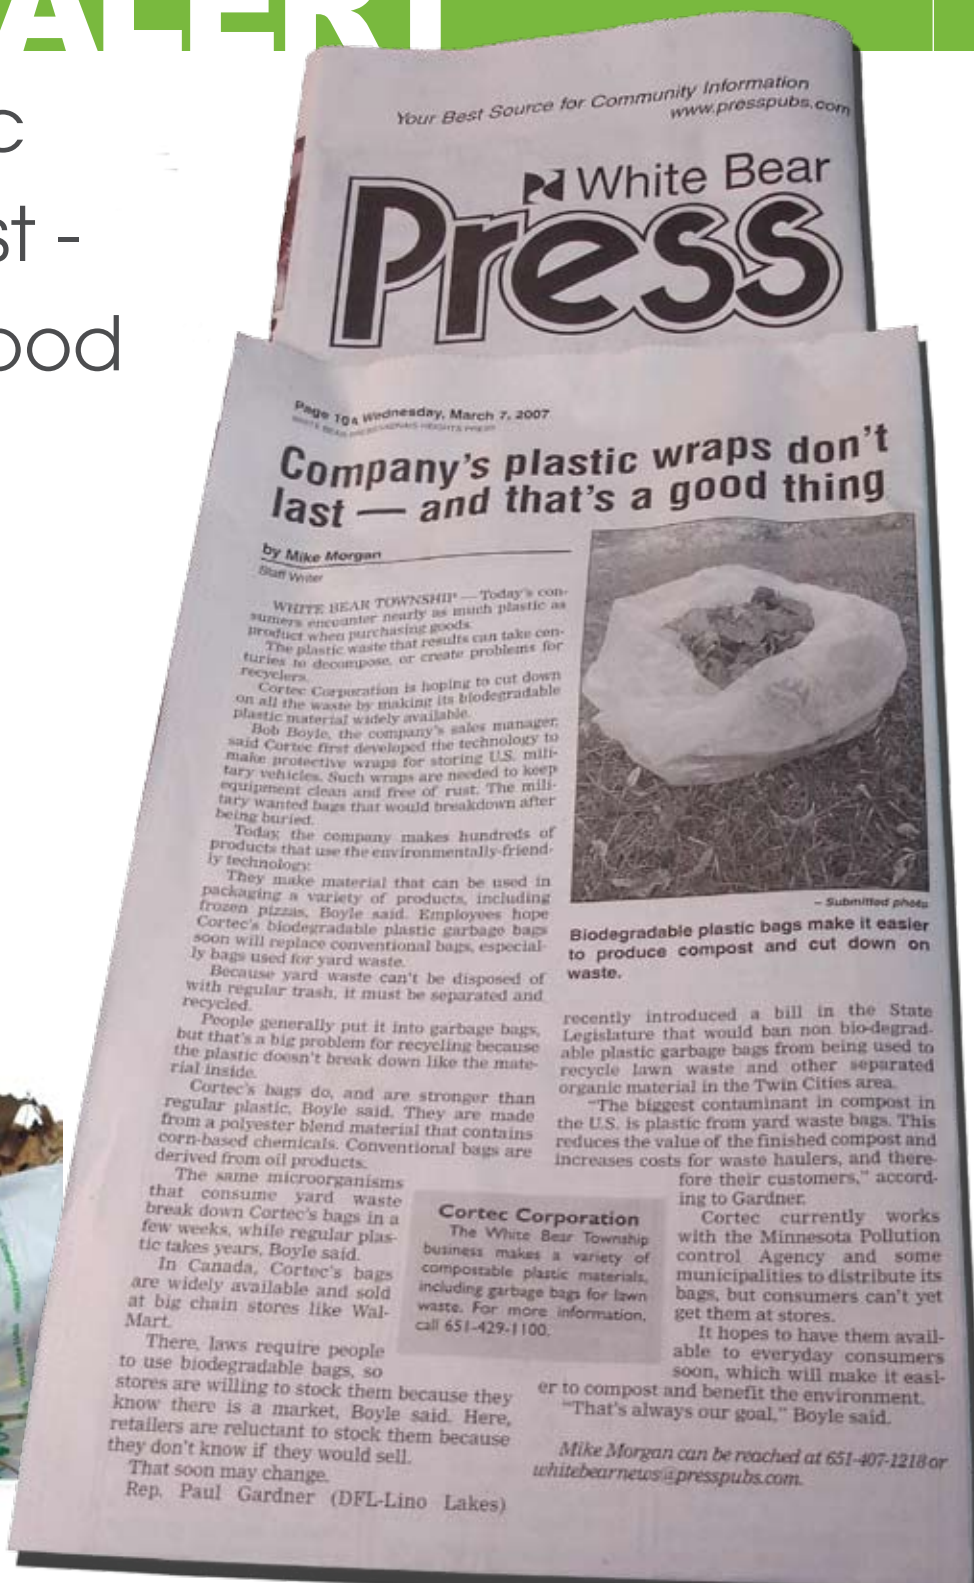 ALERT
c
st -
ood
Your Best Source for Community Information
www.presspubs.com
White Bear
Press
Page 10A Wednesday, March 7, 2007
WHITE BEAR PRESS/VADNAIS HEIGHTS PRESS
Company's plastic wraps don't
last — and that's a good thing
by Mike Morgan
Staff Writer
WHITE BEAR TOWNSHIP — Today's con-
sumers encounter nearly as much plastic as
product when purchasing goods.
The plastic waste that results can take cen-
turies to decompose, or create problems for
recyclers.
Cortec Corporation is hoping to cut down
on all the waste by making its biodegradable
plastic material widely available.
Bob Boyle, the company's sales manager,
said Cortec first developed the technology to
make protective wraps for storing U.S. mili-
tary vehicles. Such wraps are needed to keep
equipment clean and free of rust. The mili-
tary wanted bags that would breakdown after
being buried.
Today, the company makes hundreds of
products that use the environmentally-friend-
ly technology.
They make material that can be used in
packaging a variety of products, including
frozen pizzas, Boyle said. Employees hope
Cortec's biodegradable plastic garbage bags
soon will replace conventional bags, especial-
ly bags used for yard waste.
Because yard waste can't be disposed of
with regular trash, it must be separated and
recycled.
People generally put it into garbage bags,
but that's a big problem for recycling because
the plastic doesn't break down like the mate-
rial inside.
Cortec's bags do, and are stronger than
regular plastic, Boyle said. They are made
from a polyester blend material that contains
corn-based chemicals. Conventional bags are
derived from oil products.
The same microorganisms
that consume yard waste
break down Cortec's bags in a
few weeks, while regular plas-
tic takes years, Boyle said.
In Canada, Cortec's bags
are widely available and sold
at big chain stores like Wal-
Mart.
There, laws require people
to use biodegradable bags, so
stores are willing to stock them because they
know there is a market, Boyle said. Here,
retailers are reluctant to stock them because
they don't know if they would sell.
That soon may change.
Rep. Paul Gardner (DFL-Lino Lakes)
– Submitted photo
Biodegradable plastic bags make it easier
to produce compost and cut down on
waste.
recently introduced a bill in the State
Legislature that would ban non bio-degrad-
able plastic garbage bags from being used to
recycle lawn waste and other separated
organic material in the Twin Cities area.
"The biggest contaminant in compost in
the U.S. is plastic from yard waste bags. This
reduces the value of the finished compost and
increases costs for waste haulers, and there-
fore their customers," accord-
ing to Gardner.
Cortec currently works
with the Minnesota Pollution
control Agency and some
municipalities to distribute its
bags, but consumers can't yet
get them at stores.
It hopes to have them avail-
able to everyday consumers
soon, which will make it easi-
er to compost and benefit the environment.
"That's always our goal," Boyle said.
Mike Morgan can be reached at 651-407-1218 or
whitebearnews@presspubs.com.
Cortec Corporation
The White Bear Township
business makes a variety of
compostable plastic materials,
including garbage bags for lawn
waste. For more information,
call 651-429-1100.